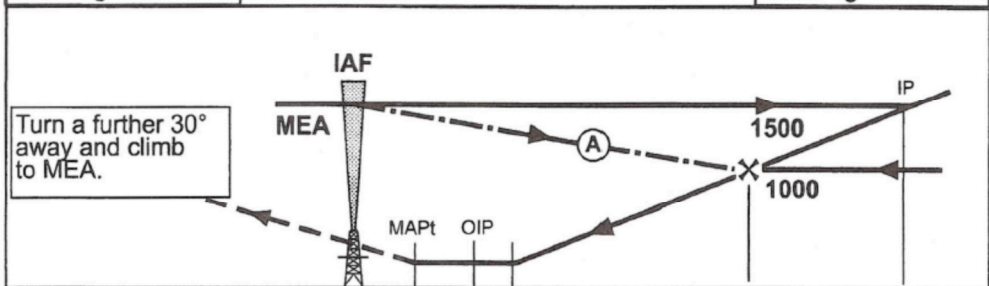 IAF
IP
MEA
1500
Turn a further 30°
away and climb
to MEA.
A
1000
MAPt OIP